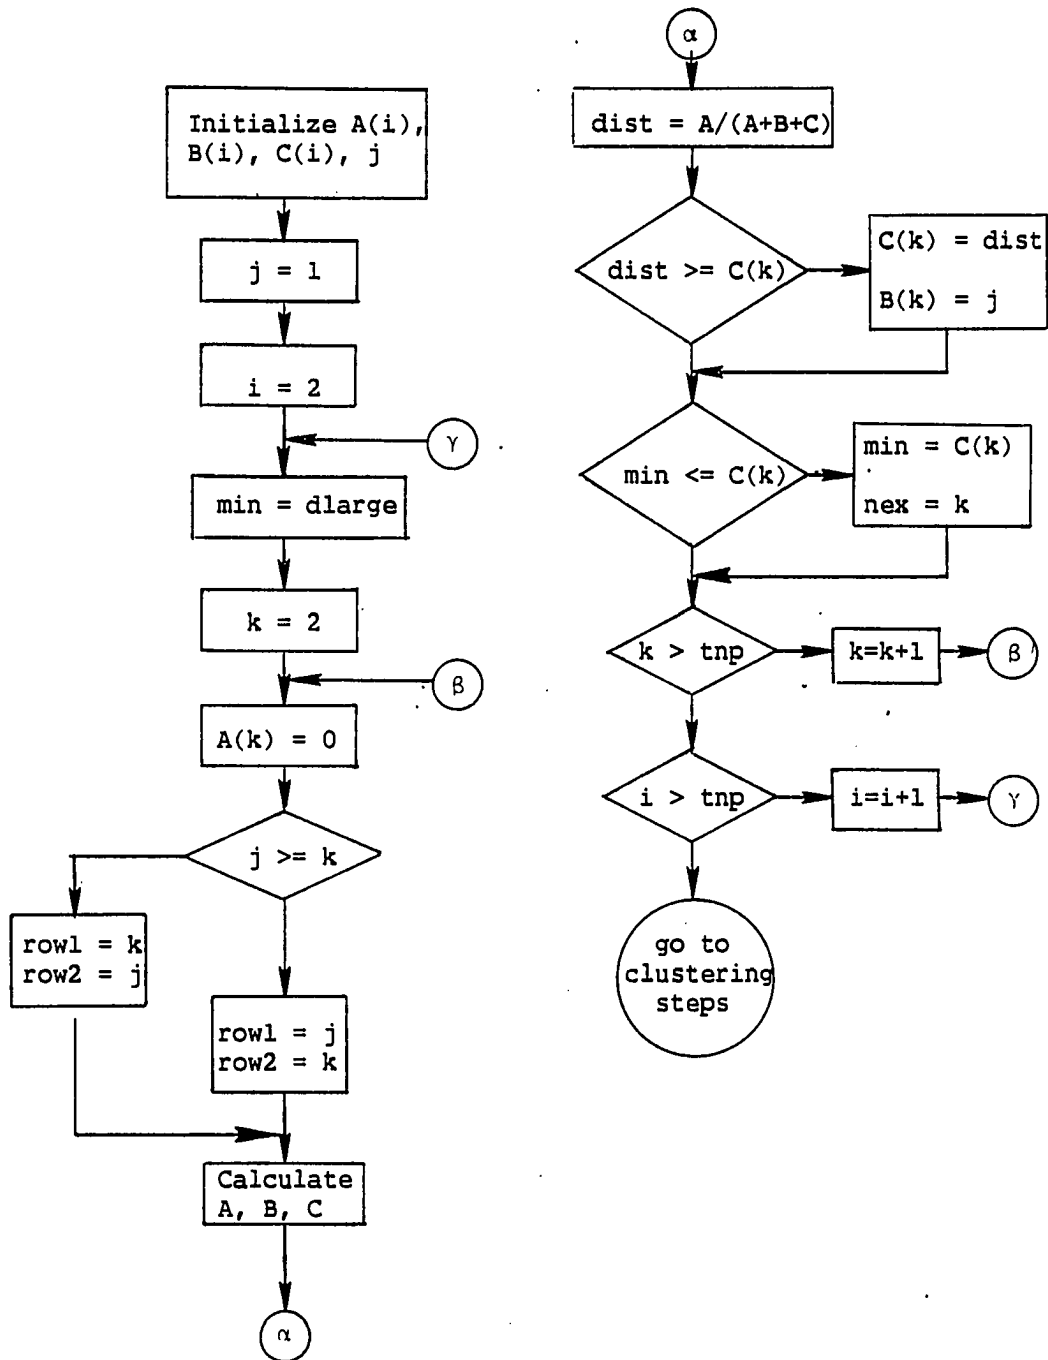 Initialize A(i),
B(i), C(i), j
j = 1
i = 2
γ
min = dlarge
k = 2
β
A(k) = 0
j >= k
row1 = k
row2 = j
row1 = j
row2 = k
Calculate
A, B, C
α
α
dist = A/(A+B+C)
dist >= C(k)
C(k) = dist
B(k) = j
min <= C(k)
min = C(k)
nex = k
k > tnp
k=k+1
β
i > tnp
i=i+1
γ
go to
clustering
steps